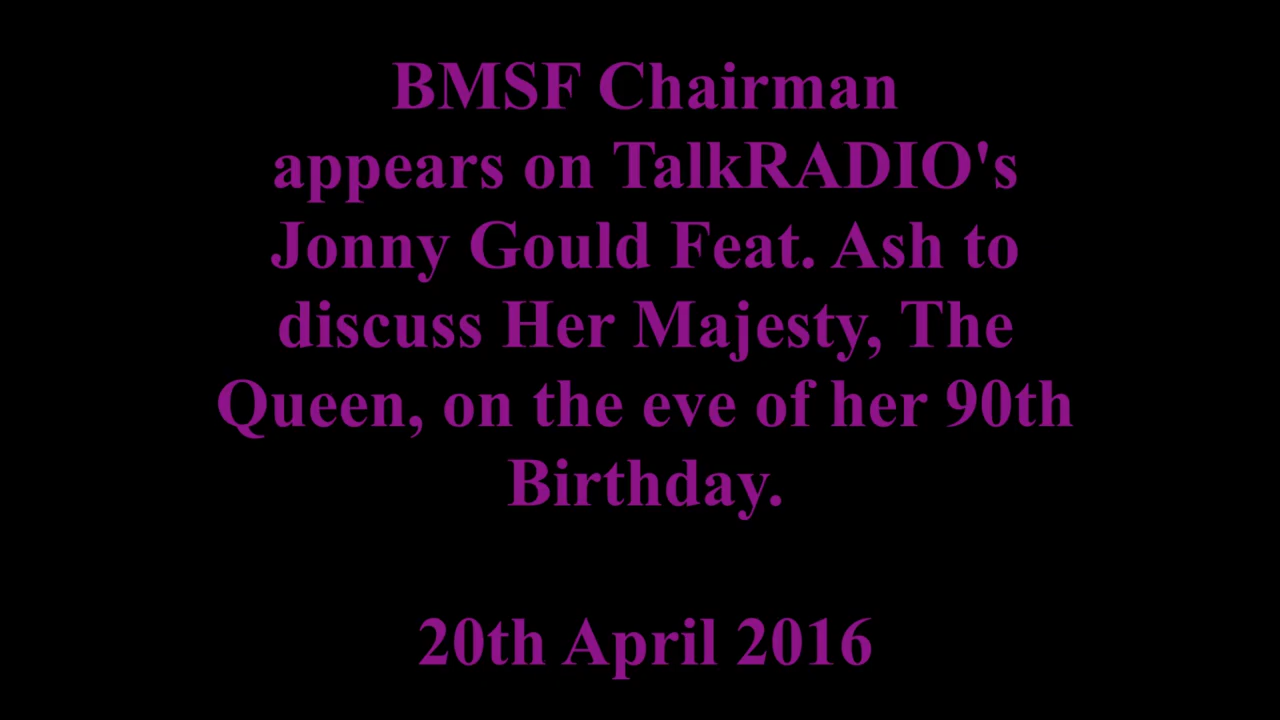 BMSF Chairman
appears on TalkRADIO's
Jonny Gould Feat. Ash to
discuss Her Majesty, The
Queen, on the eve of her 90th
Birthday.
20th April 2016